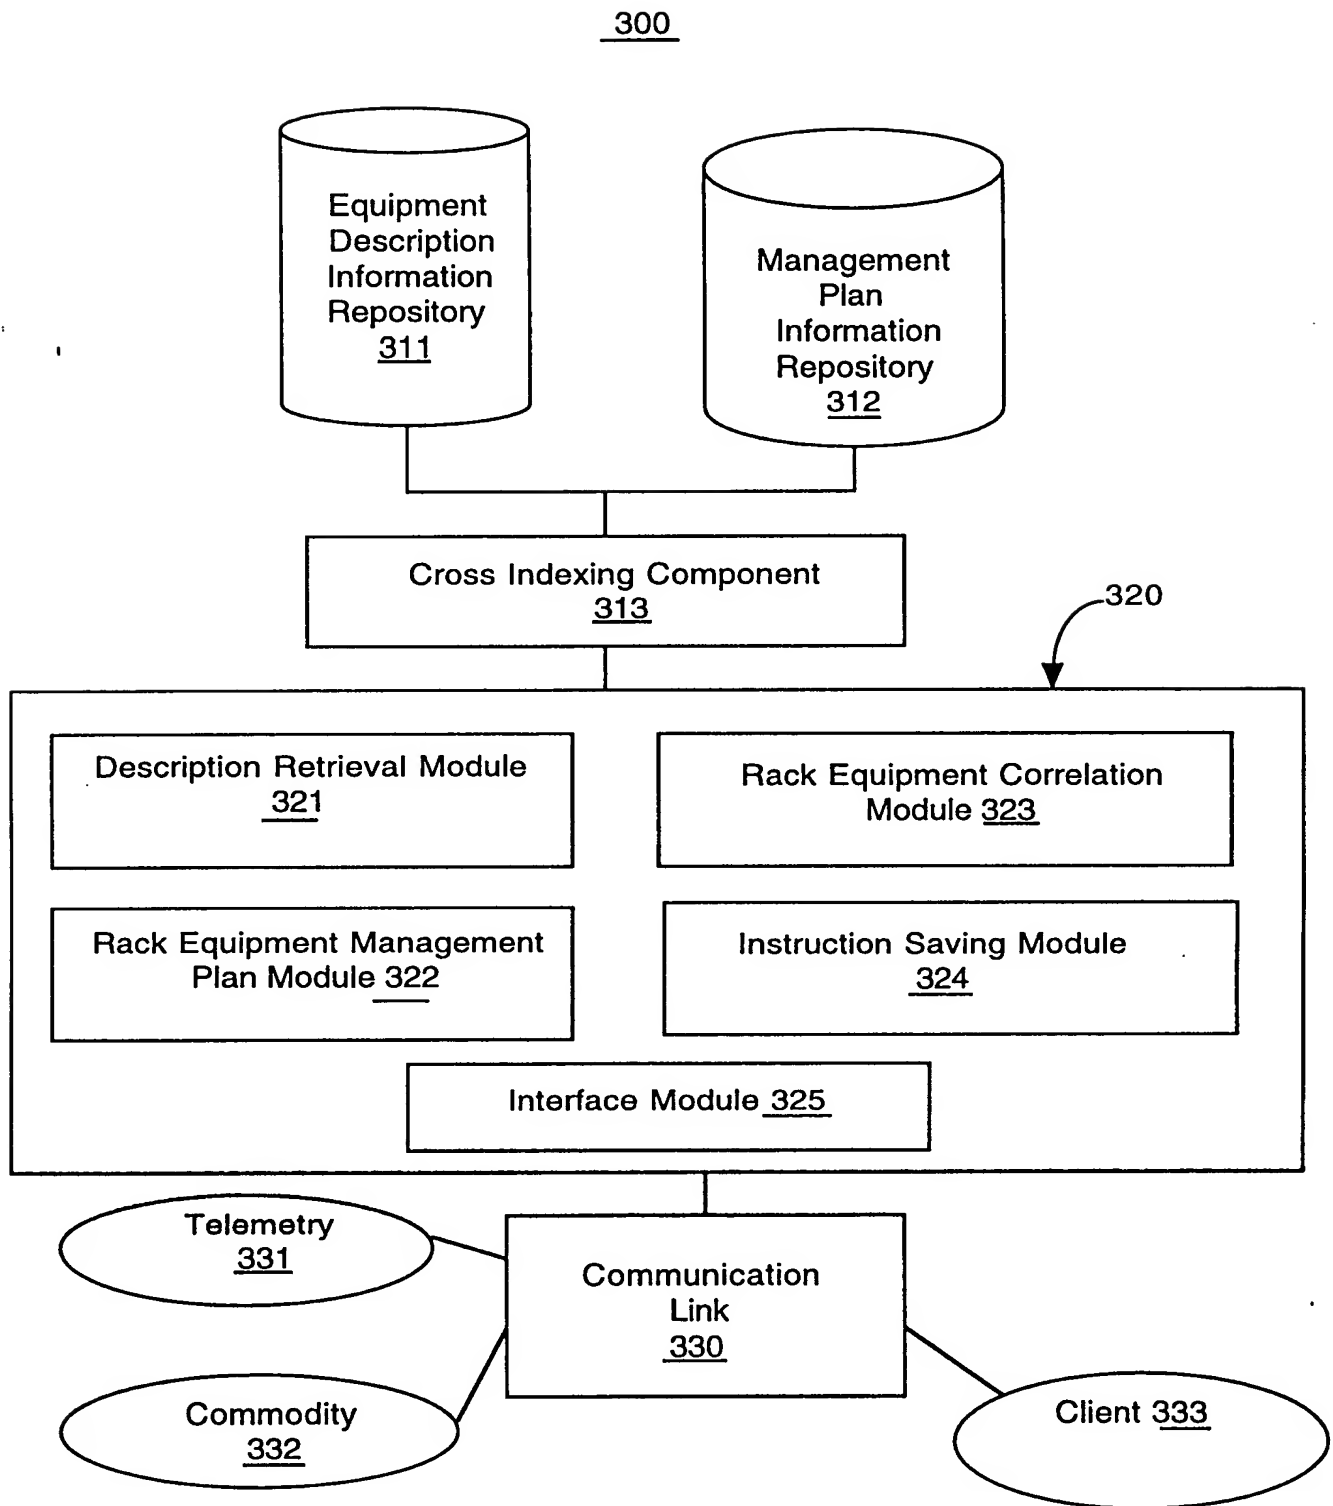 300
Equipment
Description
Information
Repository
311
Management
Plan
Information
Repository
312
Cross Indexing Component
313
320
Description Retrieval Module
321
Rack Equipment Correlation
Module 323
Rack Equipment Management
Plan Module 322
Instruction Saving Module
324
Interface Module 325
Telemetry
331
Communication
Link
330
Commodity
332
Client 333